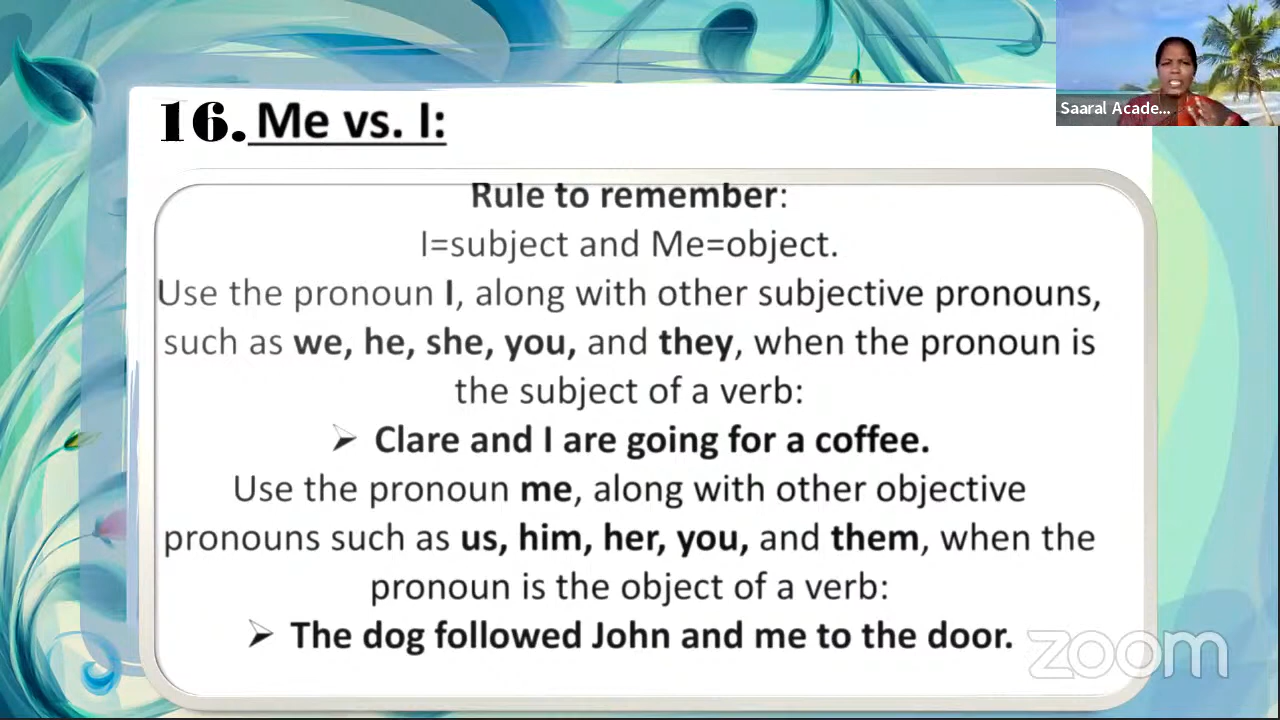 16. Me vs. I:
Saaral Acade...
Rule to remember:
I=subject and Me=object.
Use the pronoun I, along with other subjective pronouns,
such as we, he, she, you, and they, when the pronoun is
the subject of a verb:
➢ Clare and I are going for a coffee.
Use the pronoun me, along with other objective
pronouns such as us, him, her, you, and them, when the
pronoun is the object of a verb:
➢ The dog followed John and me to the door.
zoom